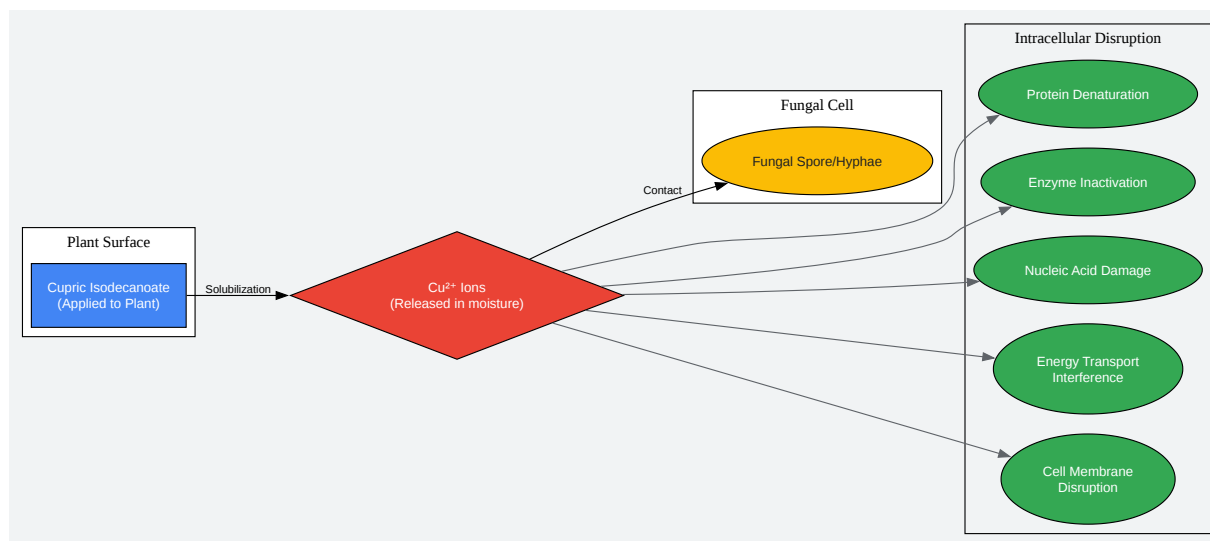 Plant Surface
Cupric Isodecanoate
(Applied to Plant)
Solubilization
Cu²⁺ Ions
(Released in moisture)
Contact
Fungal Cell
Fungal Spore/Hyphae
Intracellular Disruption
Protein Denaturation
Enzyme Inactivation
Nucleic Acid Damage
Energy Transport
Interference
Cell Membrane
Disruption